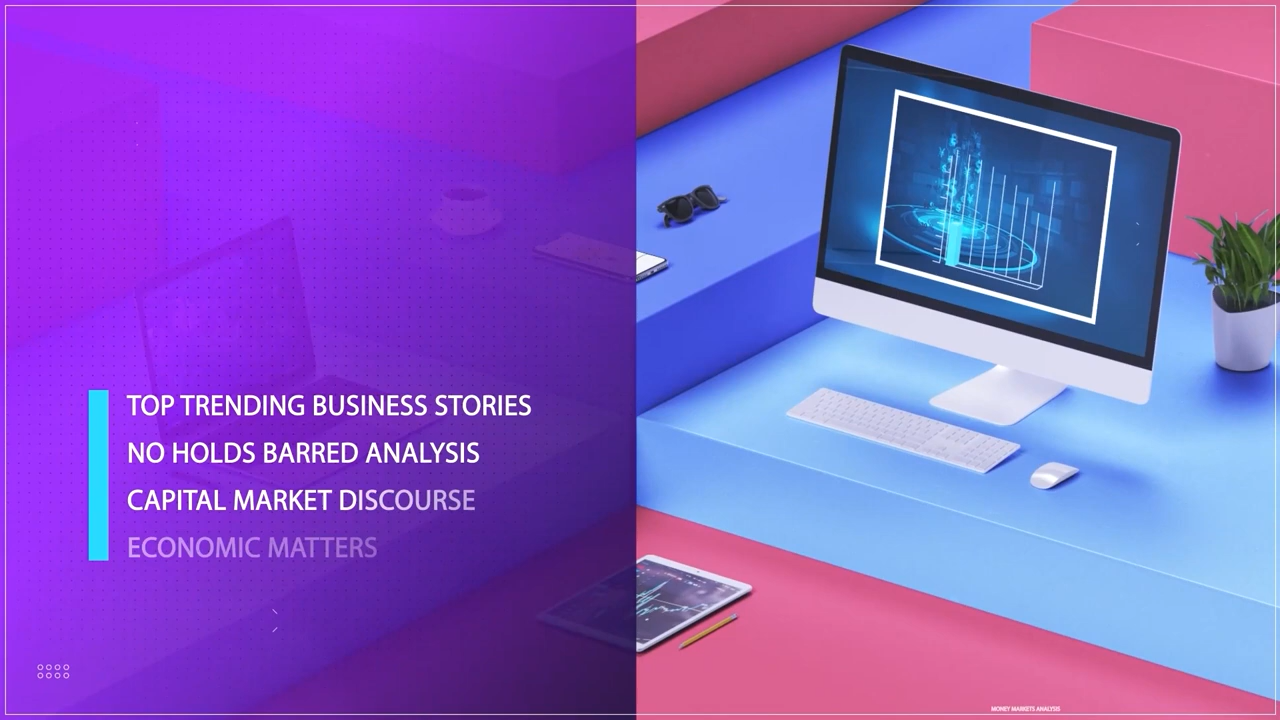 TOP TRENDING BUSINESS STORIES
NO HOLDS BARRED ANALYSIS
CAPITAL MARKET DISCOURSE
ECONOMIC MATTERS
MONEY MARKETS ANALYSIS